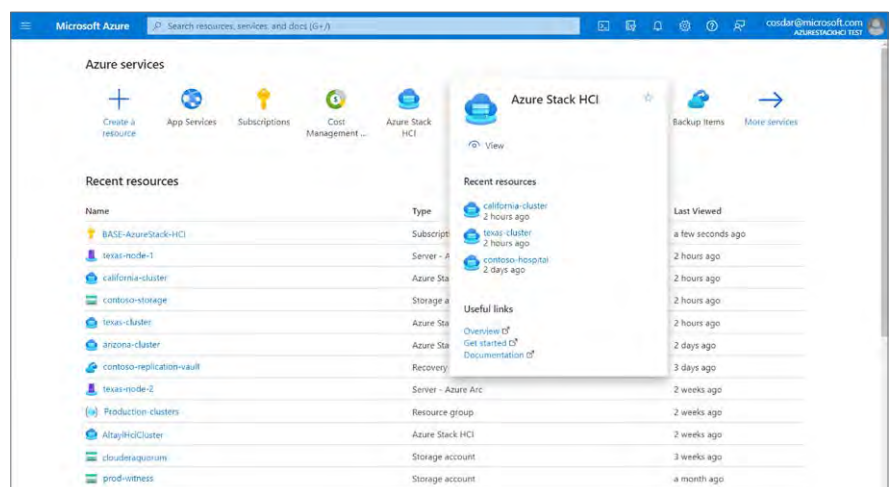 Microsoft Azure
Search resources, services, and docs (G+/)
cosdar@microsoft.com
AZURESTACKHCI TEST
Azure services
Create a resource
App Services
Subscriptions
Cost Management ...
Azure Stack HCI
Backup Items
More services
Azure Stack HCI
View
Recent resources
california-cluster
2 hours ago
texas-cluster
2 hours ago
contoso-hospital
2 days ago
Useful links
Overview
Get started
Documentation
Recent resources
Name Type Last Viewed
BASE-AzureStack-HCI Subscript a few seconds ago
texas-node-1 Server - A 2 hours ago
california-cluster Azure Sta 2 hours ago
contoso-storage Storage a 2 hours ago
texas-cluster Azure Sta 2 hours ago
arizona-cluster Azure Sta 2 days ago
contoso-replication-vault Recovery 3 days ago
texas-node-2 Server - Azure Arc 2 weeks ago
Production-clusters Resource group 2 weeks ago
AltaylHciCluster Azure Stack HCI 2 weeks ago
clouderaquorum Storage account 3 weeks ago
prod-witness Storage account a month ago